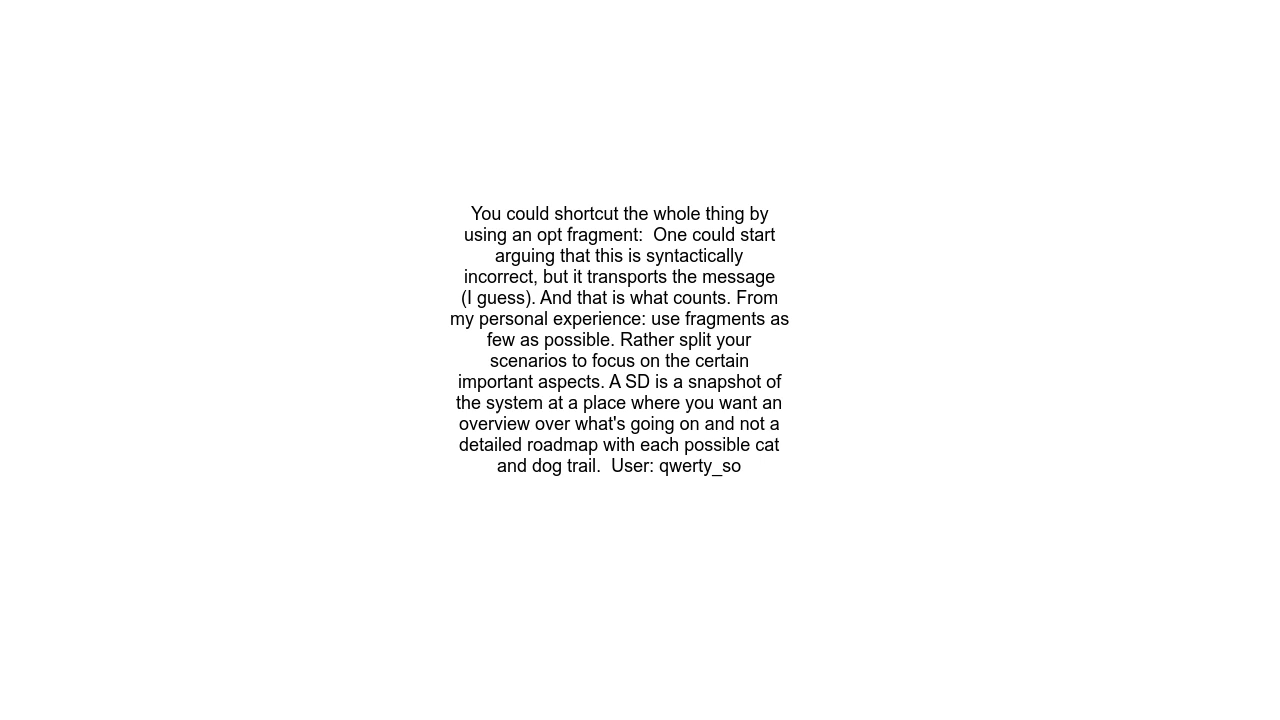 You could shortcut the whole thing by
using an opt fragment:  One could start
arguing that this is syntactically
incorrect, but it transports the message
(I guess). And that is what counts. From
my personal experience: use fragments as
few as possible. Rather split your
scenarios to focus on the certain
important aspects. A SD is a snapshot of
the system at a place where you want an
overview over what's going on and not a
detailed roadmap with each possible cat
and dog trail.  User: qwerty_so